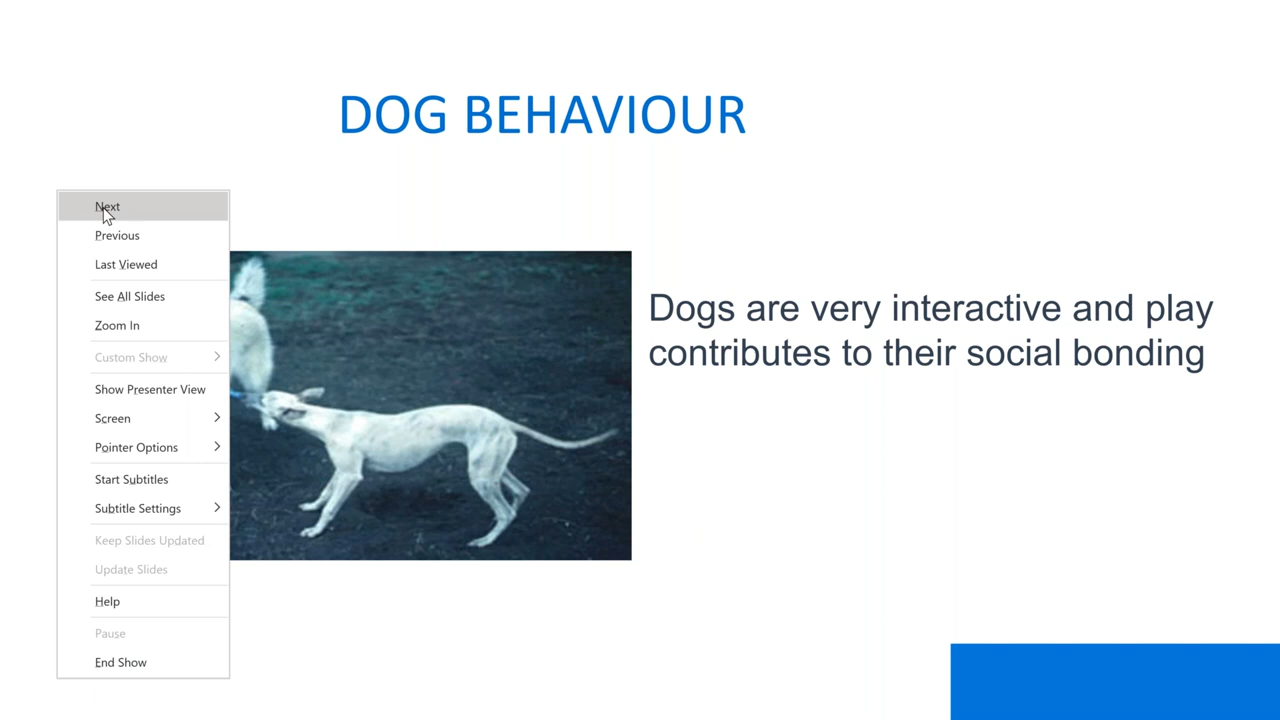 DOG BEHAVIOUR
Next
Previous
Last Viewed
See All Slides
Zoom In
Custom Show
Show Presenter View
Screen
Pointer Options
Start Subtitles
Subtitle Settings
Keep Slides Updated
Update Slides
Help
Pause
End Show
Dogs are very interactive and play
contributes to their social bonding